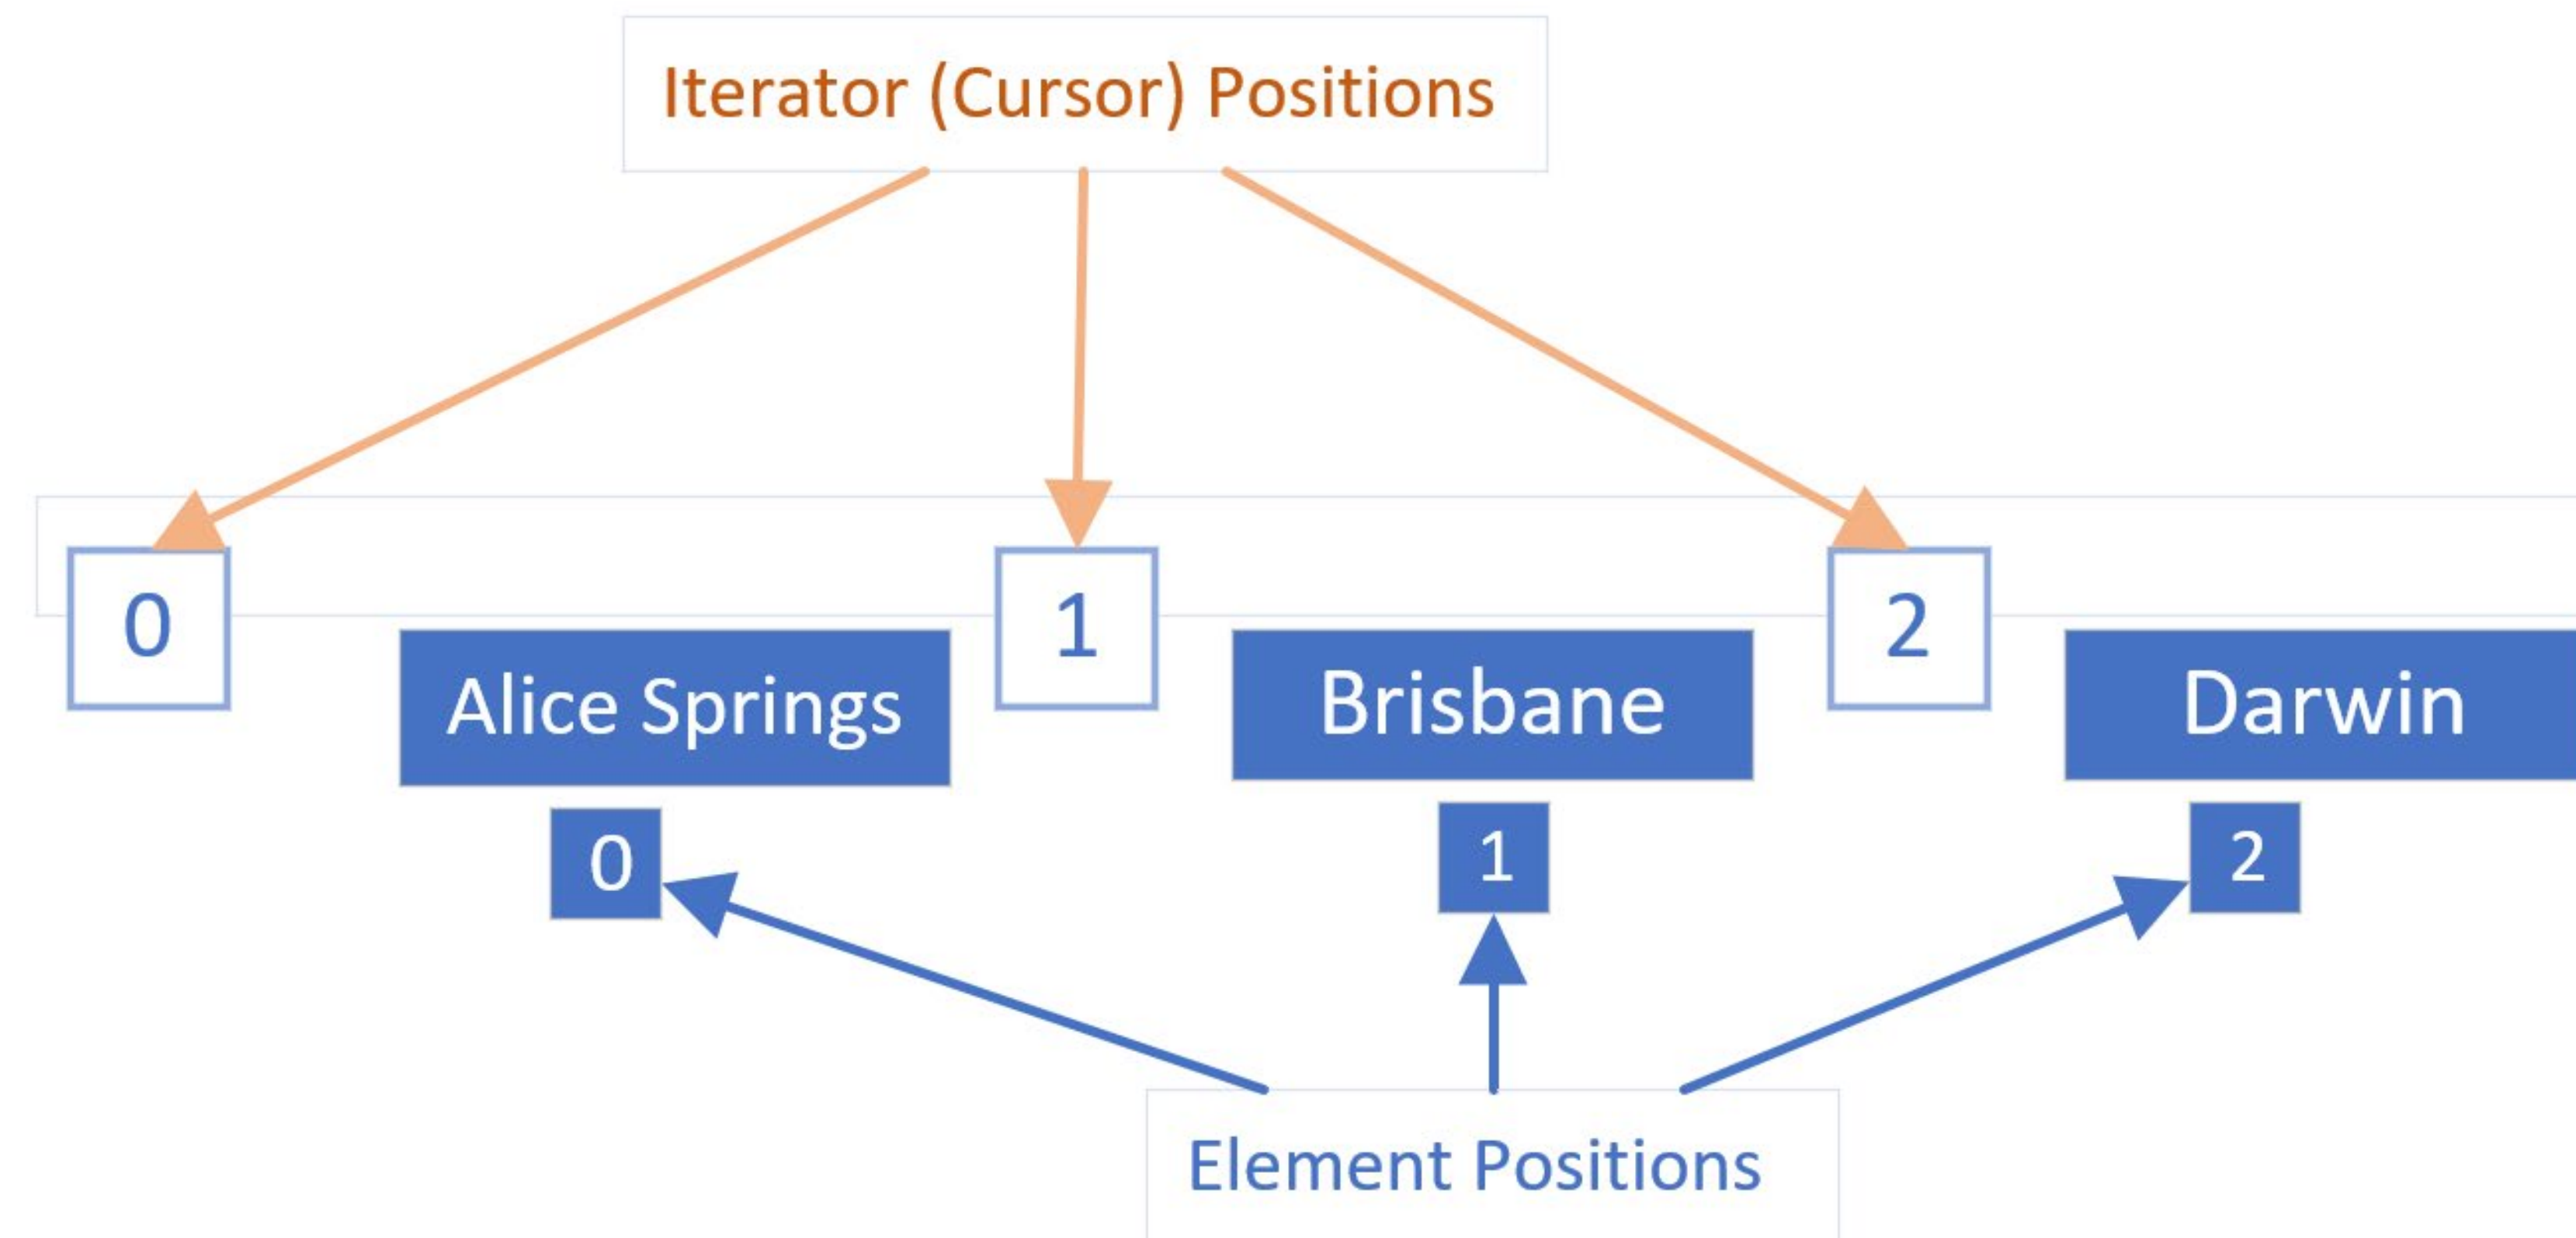 Iterator (Cursor) Positions
0
1
2
Alice Springs
Brisbane
Darwin
0
1
2
Element Positions